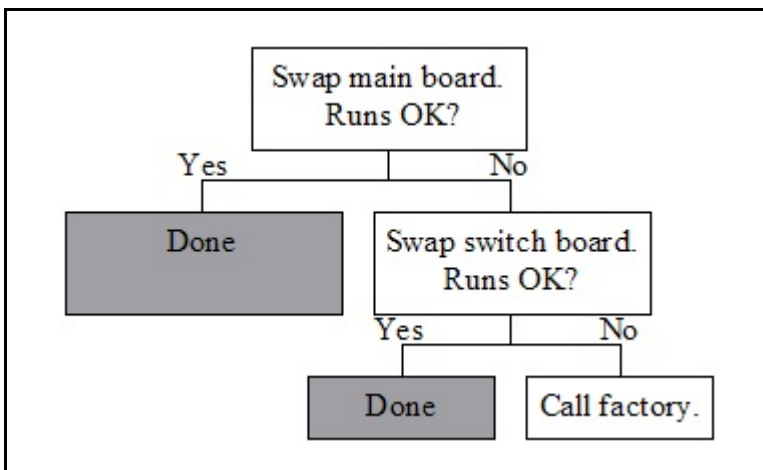 Swap main board.
Runs OK?
Yes
No
Done
Swap switch board.
Runs OK?
Yes
No
Done
Call factory.